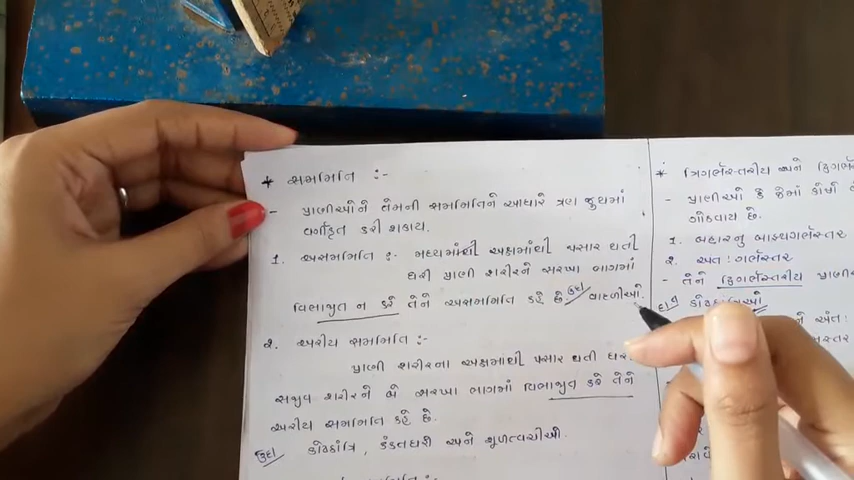 * સમમિતિ :-
- પ્રાણીઓને તેમની સમમિતિને આધારે ત્રણ જુથમાં
વર્ગીકૃત કરી શકાય.
1. અસમમિતિ :- મધ્યમાંથી અક્ષમાંથી પસાર થતી
ધરી પ્રાણી શરીરને સરખા ભાગમાં
વિભાજીત ન કરે તેને અસમમિતિ કહે છે. ઉદા વાદળીઓ.
2. અરીય સમમિતિ :-
પ્રાણી શરીરના અક્ષમાંથી પસાર થતી
સજીવ શરીરને બે સરખા ભાગમાં વિભાજીત કરે તેને
અરીય સમમિતિ કહે છે.
ઉદા કોષ્ઠાંત્રિ, કંકતધરી અને શૂળત્વચીઓ.
* ત્રિગર્ભસ્તરીય અને દ્વિગર્ભ
- પ્રાણીઓ કે જેમાં કોષો
ગોઠવાય છે.
1. બહારનુ બાહ્યગર્ભસ્તર
2. અંત: ગર્ભસ્તર
- તેને દ્વિગર્ભસ્તરીય પ્રાણી